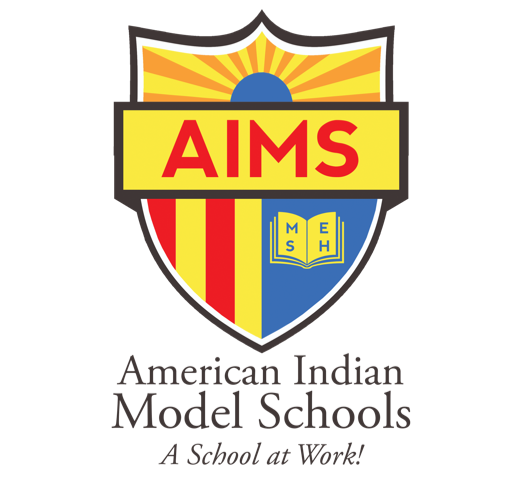 AIMS
M E
S H
American Indian
Model Schools
A School at Work!